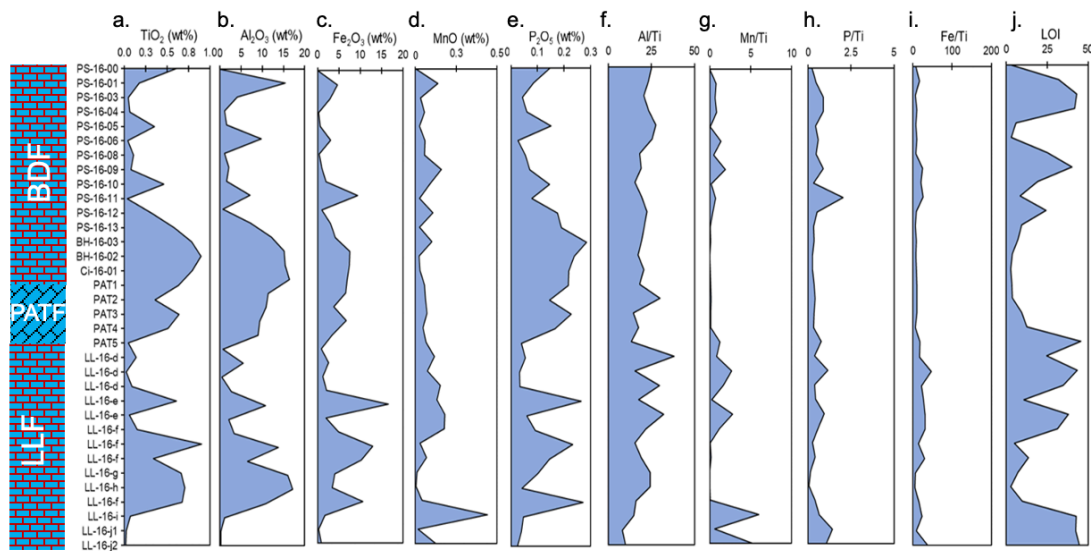 a. b. c. d. e. f. g. h. i. j.
TiO2 (wt%) Al2O3 (wt%) Fe2O3 (wt%) MnO (wt%) P2O5 (wt%) Al/Ti Mn/Ti P/Ti Fe/Ti LOI
0.0 0.3 0.6 0.8 1.1 0 5 10 15 20 0 5 10 15 20 0.0 0.3 0.6 0.0 0.1 0.2 0.3 0 25 50 0 5 10 0 2.5 5 0 100 200 0 25 50
PS-16-00
PS-16-01
PS-16-03
PS-16-04
PS-16-05
PS-16-06
PS-16-08
PS-16-09
PS-16-10
PS-16-11
PS-16-12
PS-16-13
BH-16-03
BH-16-02
Ci-16-01
PAT1
PAT2
PAT3
PAT4
PAT5
LL-16-d
LL-16-d
LL-16-d
LL-16-e
LL-16-e
LL-16-f
LL-16-f
LL-16-f
LL-16-g
LL-16-h
LL-16-f
LL-16-i
LL-16-j1
LL-16-j2
BDF
PATF
LLF